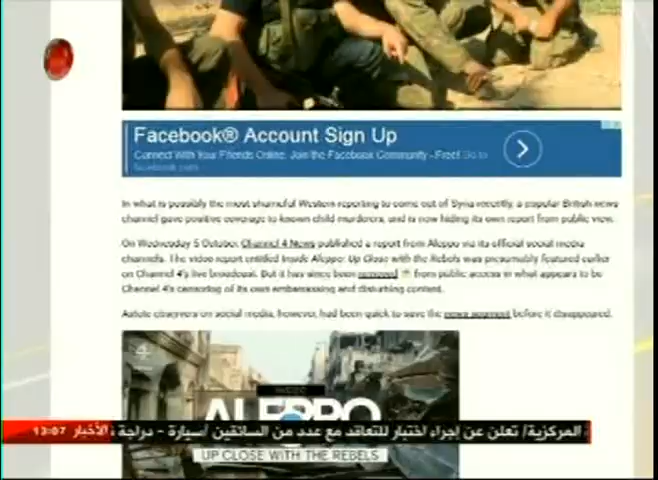 Facebook® Account Sign Up
Connect With Your Friends Online. Join the Facebook Community - Free! Go to
facebook.com
In what is possibly the most shameful Western reporting to come out of Syria recently, a popular British news
channel gave positive coverage to known child murderers, and is now hiding its own report from public view.
On Wednesday 5 October, Channel 4 News published a report from Aleppo via its official social media
channels. The video report entitled Inside Aleppo: Up Close with the Rebels was presumably featured earlier
on Channel 4's live broadcast. But it has since been removed from public access in what appears to be
Channel 4's censoring of its own embarrassing and disturbing content.
Astute observers on social media, however, had been quick to save the news segment before it disappeared.
4
ALEPPO
المركزية/ تعلن عن إجراء اختبار للتعاقد مع عدد من السائقين /سيارة - دراجة
الأخبار 13:07
UP CLOSE WITH THE REBELS